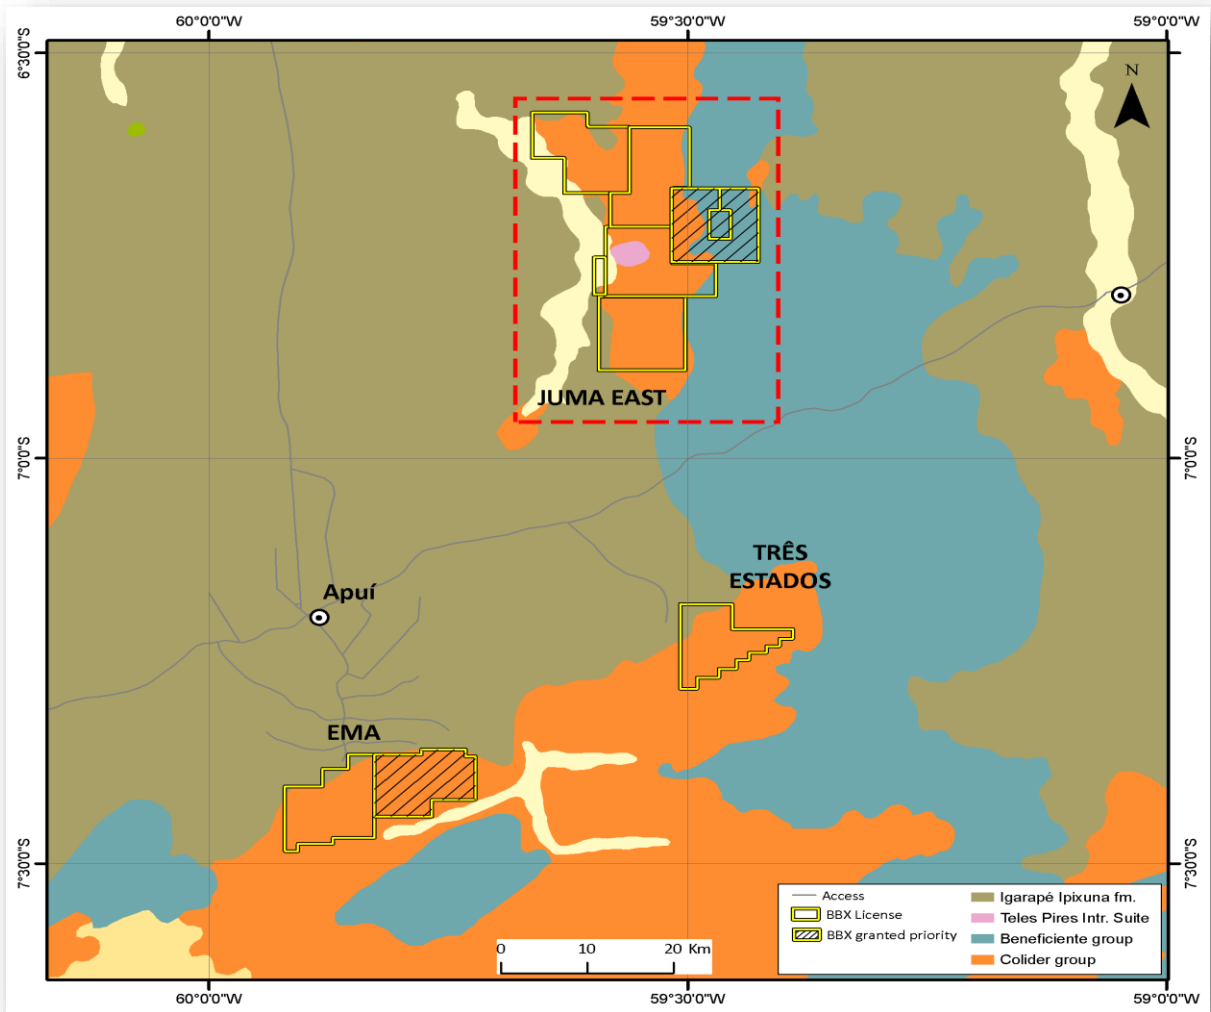 60°0'0"W 59°30'0"W 59°0'0"W
6°30'0"S 6°30'0"S
N
JUMA EAST
7°0'0"S 7°0'0"S
TRÊS
ESTADOS
Apuí
EMA
7°30'0"S 7°30'0"S
Access
BBX License
BBX granted priority
Igarapé Ipixuna fm.
Teles Pires Intr. Suite
Beneficiente group
Colider group
0 10 20 Km
60°0'0"W 59°30'0"W 59°0'0"W